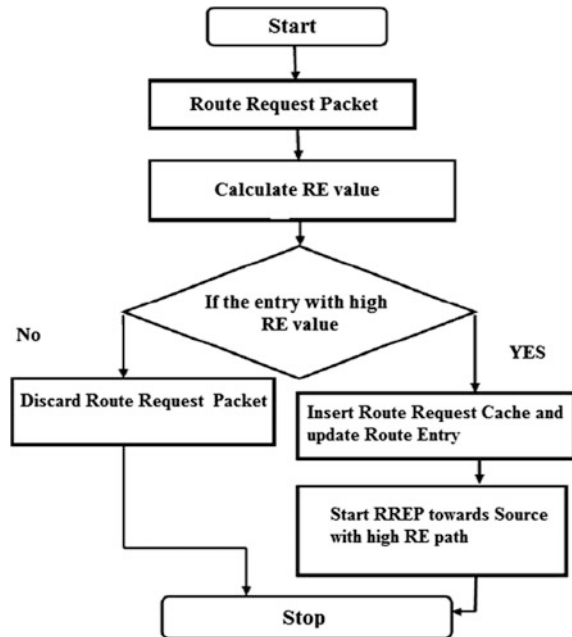 Start
Route Request Packet
Calculate RE value
If the entry with high
RE value
No
YES
Discard Route Request Packet
Insert Route Request Cache and
update Route Entry
Start RREP towards Source
with high RE path
Stop